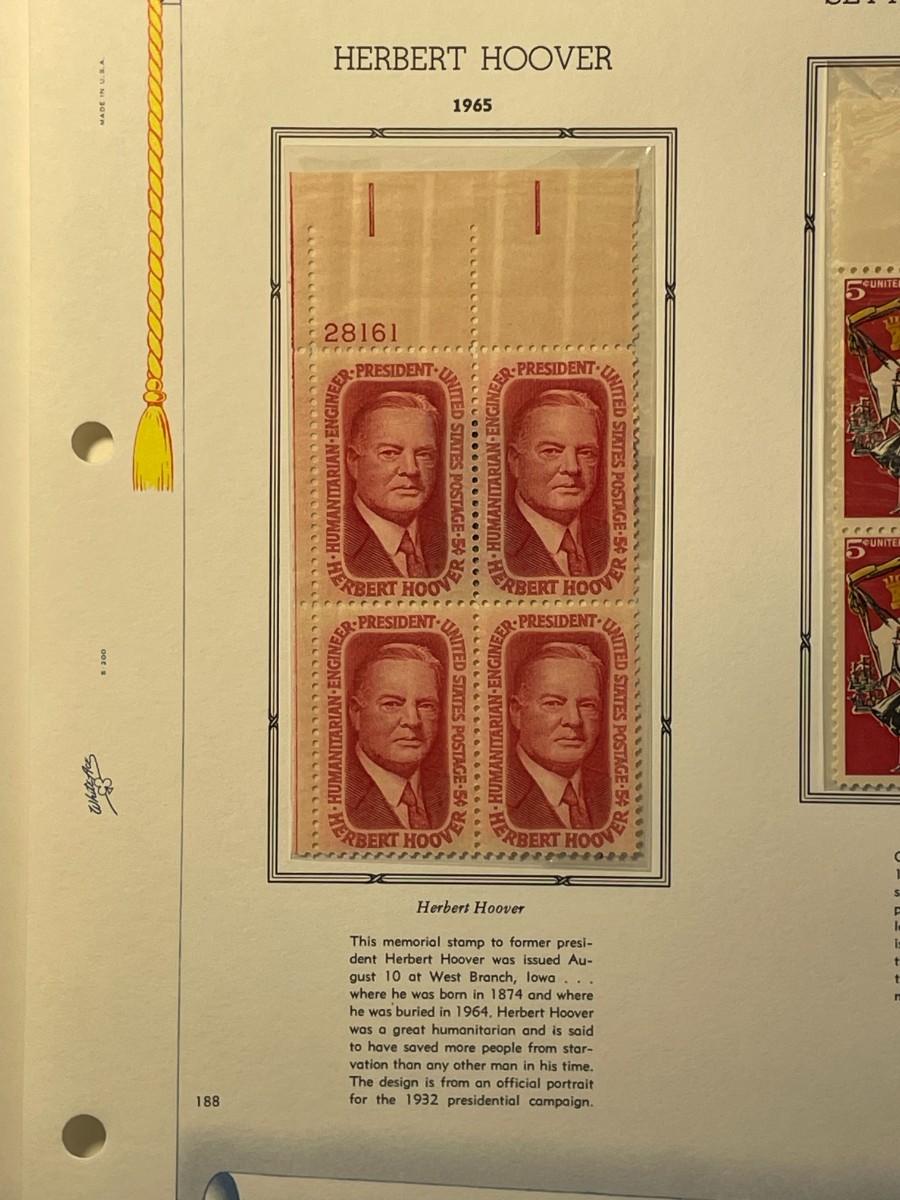 HERBERT HOOVER
1965
MADE IN U.S.A.
28161
HUMANITARIAN · ENGINEER · PRESIDENT · UNITED STATES POSTAGE · 5¢
HERBERT HOOVER
HUMANITARIAN · ENGINEER · PRESIDENT · UNITED STATES POSTAGE · 5¢
HERBERT HOOVER
HUMANITARIAN · ENGINEER · PRESIDENT · UNITED STATES POSTAGE · 5¢
HERBERT HOOVER
HUMANITARIAN · ENGINEER · PRESIDENT · UNITED STATES POSTAGE · 5¢
HERBERT HOOVER
5¢ UNITE
5¢ UNITE
White Ace
Herbert Hoover
This memorial stamp to former presi-
dent Herbert Hoover was issued Au-
gust 10 at West Branch, Iowa . . .
where he was born in 1874 and where
he was buried in 1964. Herbert Hoover
was a great humanitarian and is said
to have saved more people from star-
vation than any other man in his time.
The design is from an official portrait
for the 1932 presidential campaign.
188